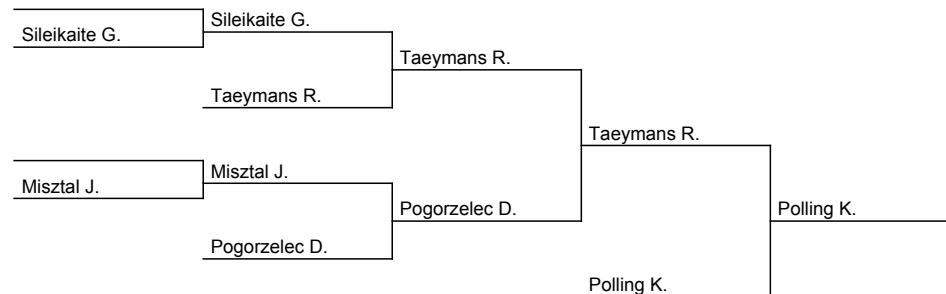 Sileikaite G.
Sileikaite G.
Taeymans R.
Taeymans R.
Taeymans R.
Misztal J.
Misztal J.
Pogorzelec D.
Polling K.
Pogorzelec D.
Polling K.